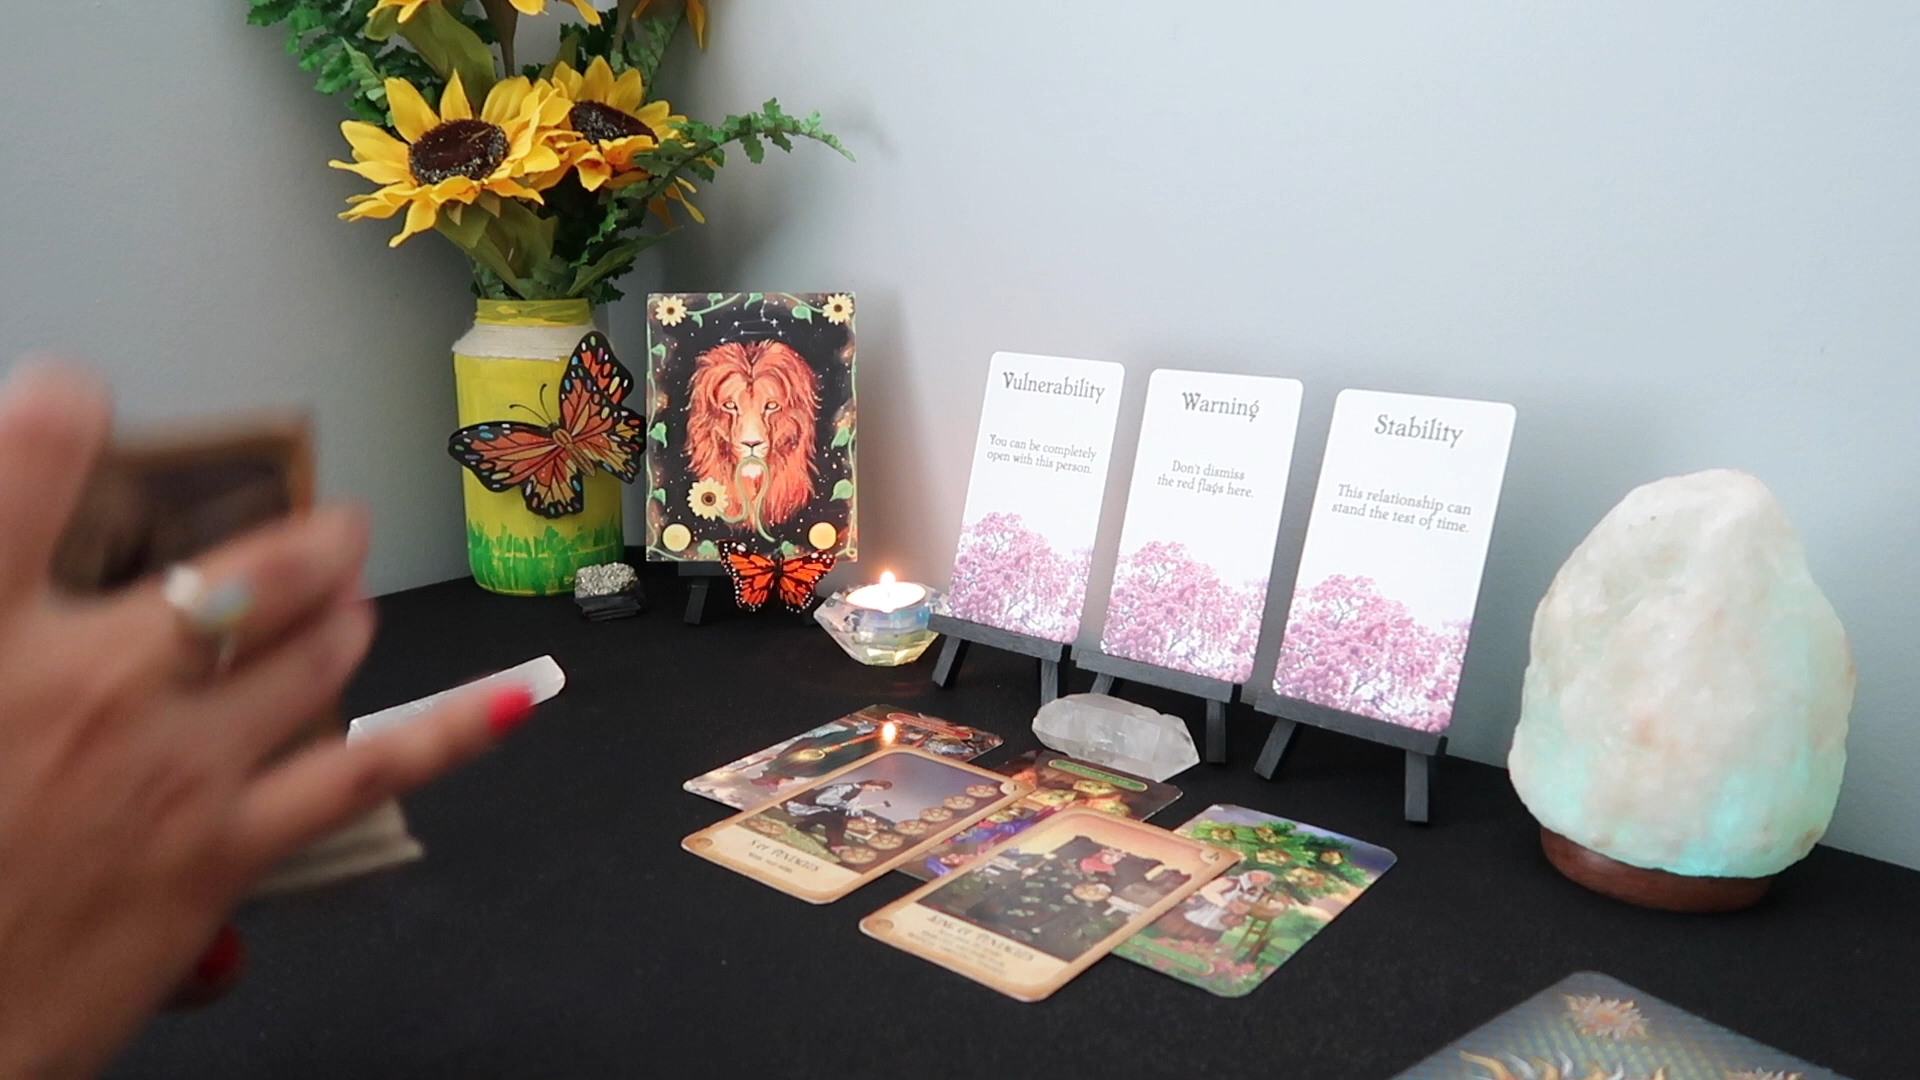 Vulnerability
You can be completely
open with this person.
Warning
Don't dismiss
the red flags here.
Stability
This relationship can
stand the test of time.
KING OF PENTACLES